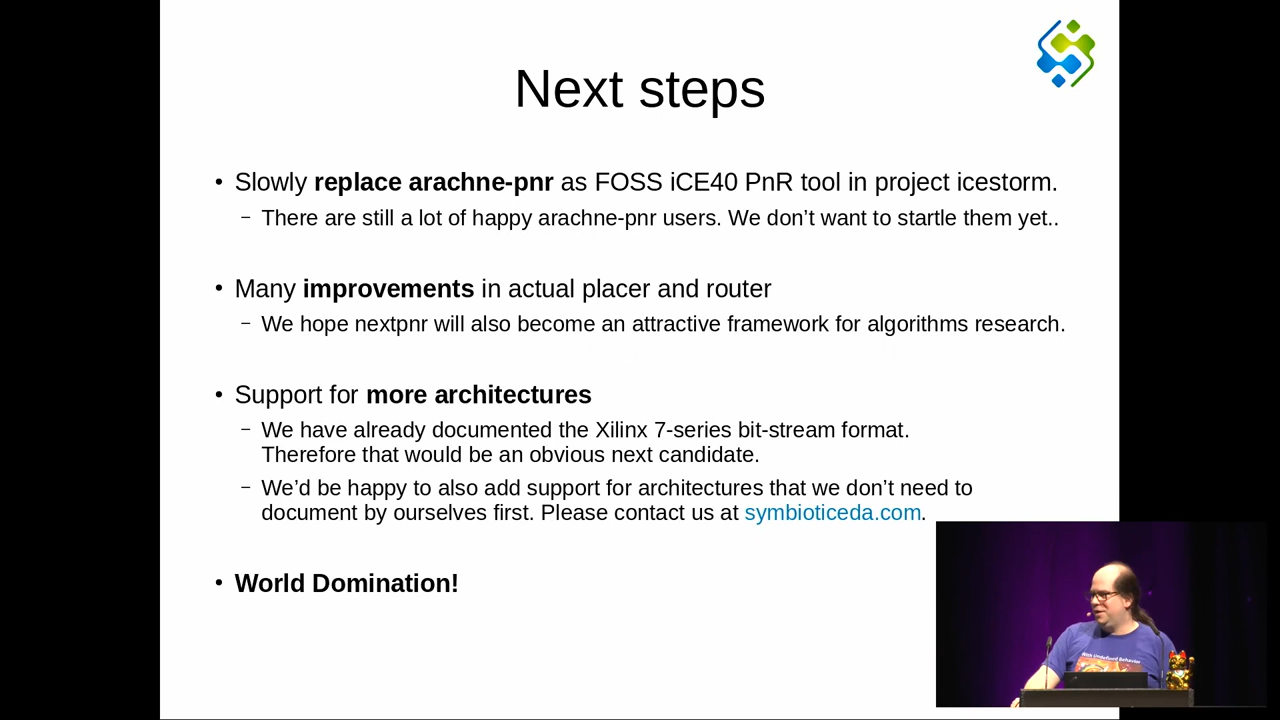 Next steps
• Slowly replace arachne-pnr as FOSS iCE40 PnR tool in project icestorm.
– There are still a lot of happy arachne-pnr users. We don’t want to startle them yet..
• Many improvements in actual placer and router
– We hope nextpnr will also become an attractive framework for algorithms research.
• Support for more architectures
– We have already documented the Xilinx 7-series bit-stream format.
Therefore that would be an obvious next candidate.
– We’d be happy to also add support for architectures that we don’t need to
document by ourselves first. Please contact us at symbioticeda.com.
• World Domination!
With Undefined Behavior